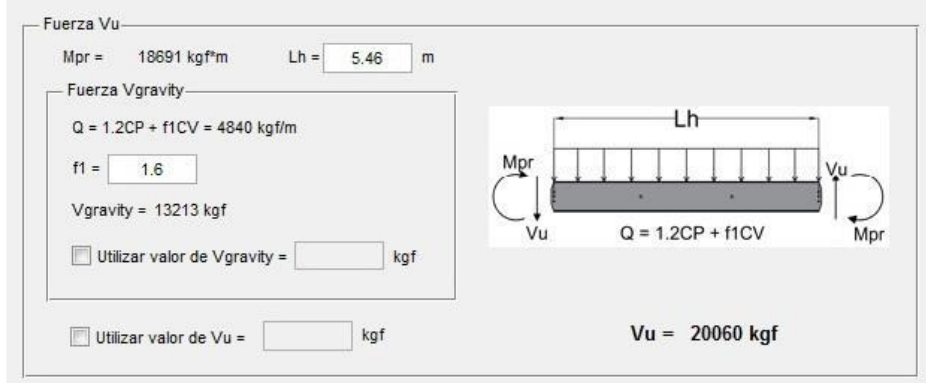 Fuerza Vu
Mpr = 18691 kgf*m Lh = 5.46 m
Fuerza Vgravity
Q = 1.2CP + f1CV = 4840 kgf/m
f1 = 1.6
Vgravity = 13213 kgf
Utilizar valor de Vgravity = kgf
Utilizar valor de Vu = kgf
Lh
Mpr Vu
Vu Q = 1.2CP + f1CV Mpr
Vu = 20060 kgf